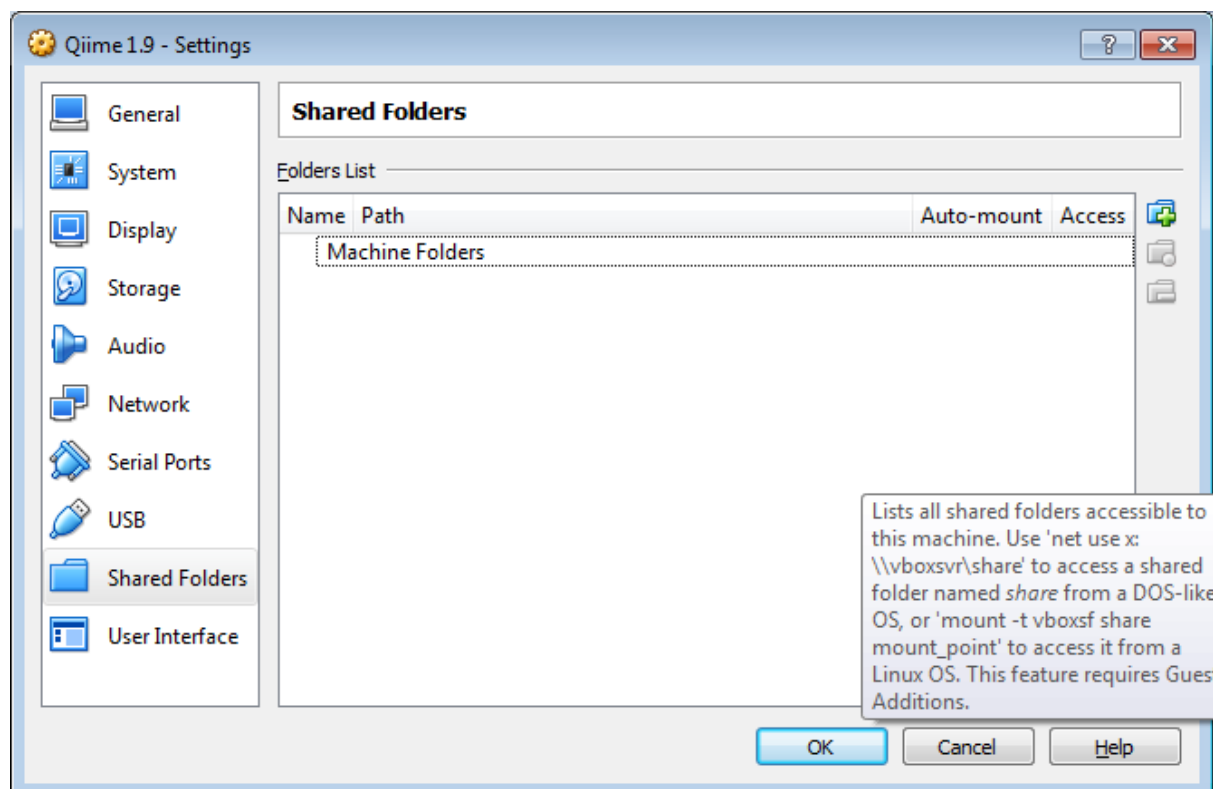 Qiime 1.9 - Settings
General
System
Display
Storage
Audio
Network
Serial Ports
USB
Shared Folders
User Interface
Shared Folders
Folders List
Name Path Auto-mount Access
Machine Folders
Lists all shared folders accessible to
this machine. Use 'net use x:
\\vboxsvr\share' to access a shared
folder named share from a DOS-like
OS, or 'mount -t vboxsf share
mount_point' to access it from a
Linux OS. This feature requires Gues
Additions.
OK Cancel Help